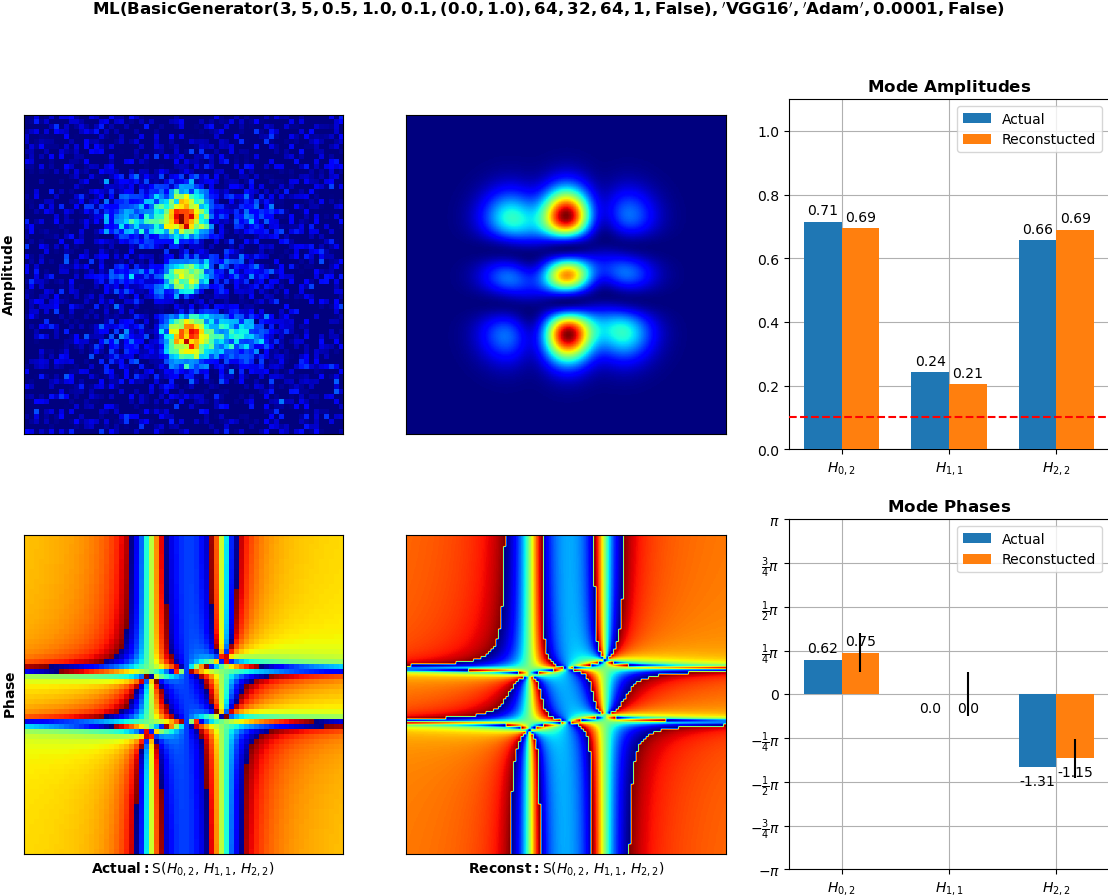 ML(BasicGenerator(3, 5, 0.5, 1.0, 0.1, (0.0, 1.0), 64, 32, 64, 1, False), ′VGG16′, ′Adam′, 0.0001, False)
Amplitude
Mode Amplitudes
Actual
Reconstucted
1.0
0.8
0.6
0.4
0.2
0.0
0.71
0.69
0.24
0.21
0.66
0.69
H₀,₂
H₁,₁
H₂,₂
Phase
Actual: S(H₀,₂, H₁,₁, H₂,₂)
Reconst: S(H₀,₂, H₁,₁, H₂,₂)
Mode Phases
Actual
Reconstucted
π
3/4π
1/2π
1/4π
0
−1/4π
−1/2π
−3/4π
−π
0.62
0.75
0.0
0.0
-1.31
-1.15
H₀,₂
H₁,₁
H₂,₂